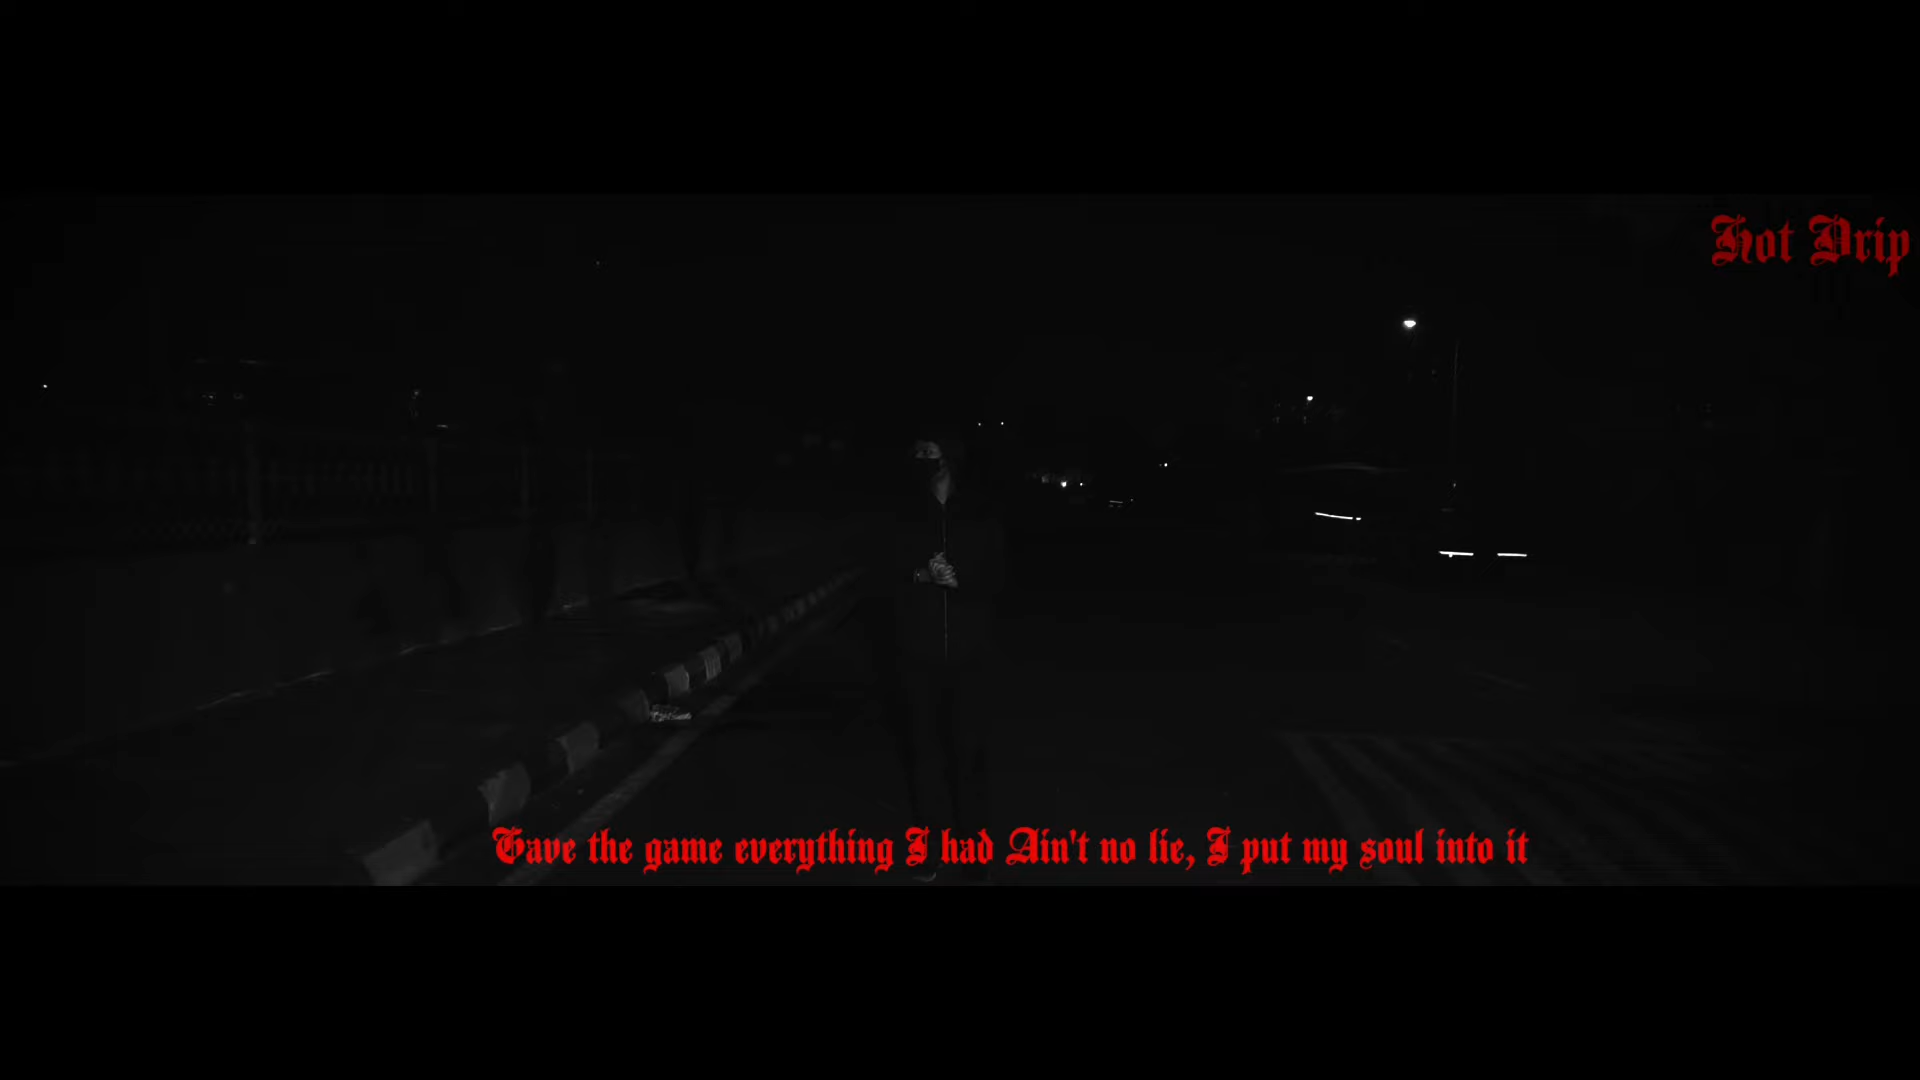 Hot Drip
Gave the game everything I had Ain't no lie, I put my soul into it